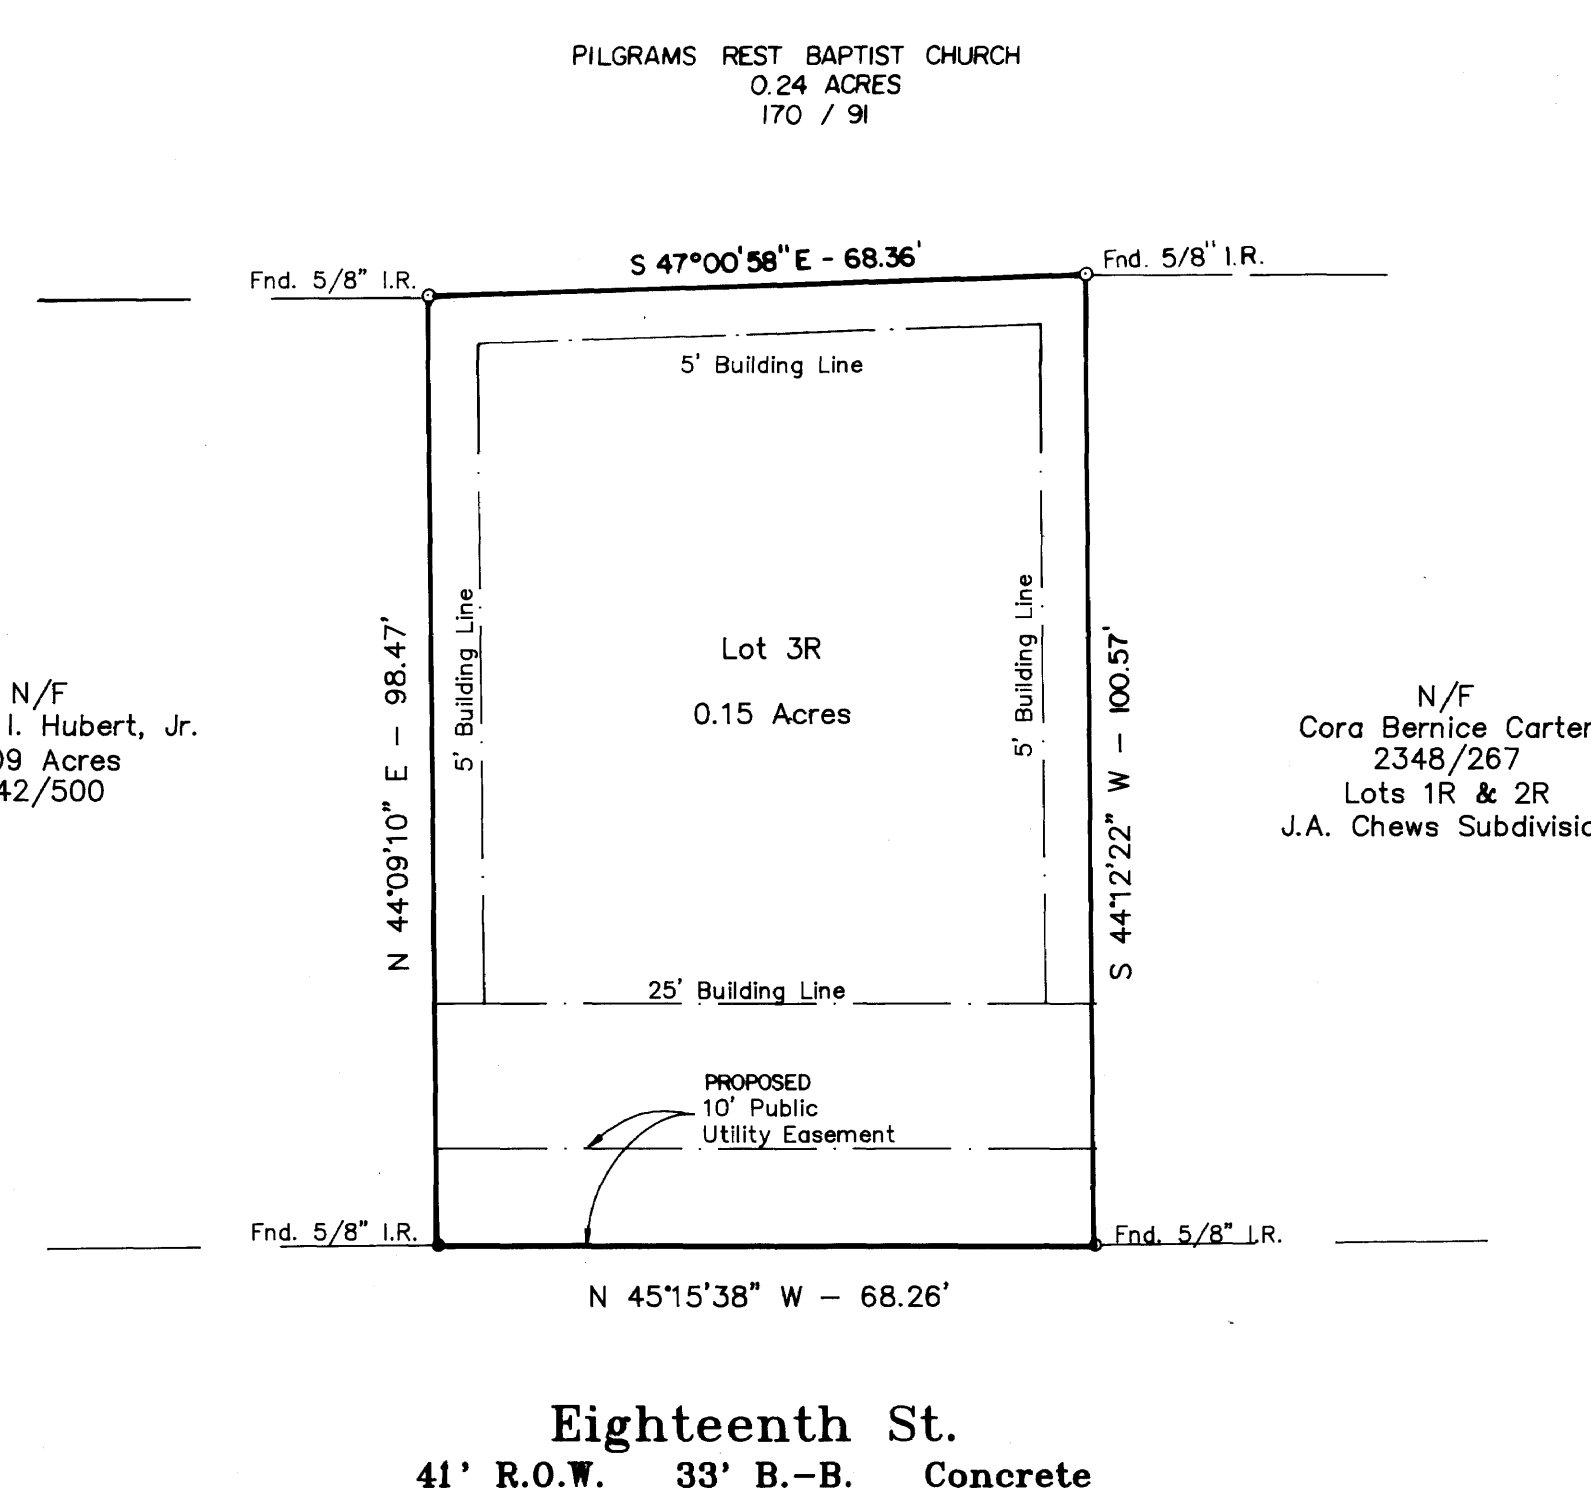 PILGRAMS REST BAPTIST CHURCH
0.24 ACRES
170 / 91
S 47°00'58" E - 68.36'
Fnd. 5/8" I.R.
Fnd. 5/8" I.R.
5' Building Line
5' Building Line
5' Building Line
N 44°09'10" E - 98.47'
S 44°12'22" W - 100.57'
Lot 3R
0.15 Acres
N/F
I. Hubert, Jr.
09 Acres
42/500
N/F
Cora Bernice Carter
2348/267
Lots 1R & 2R
J.A. Chews Subdivisio
25' Building Line
PROPOSED
10' Public
Utility Easement
Fnd. 5/8" I.R.
Fnd. 5/8" I.R.
N 45°15'38" W - 68.26'
Eighteenth St.
41' R.O.W. 33' B.-B. Concrete